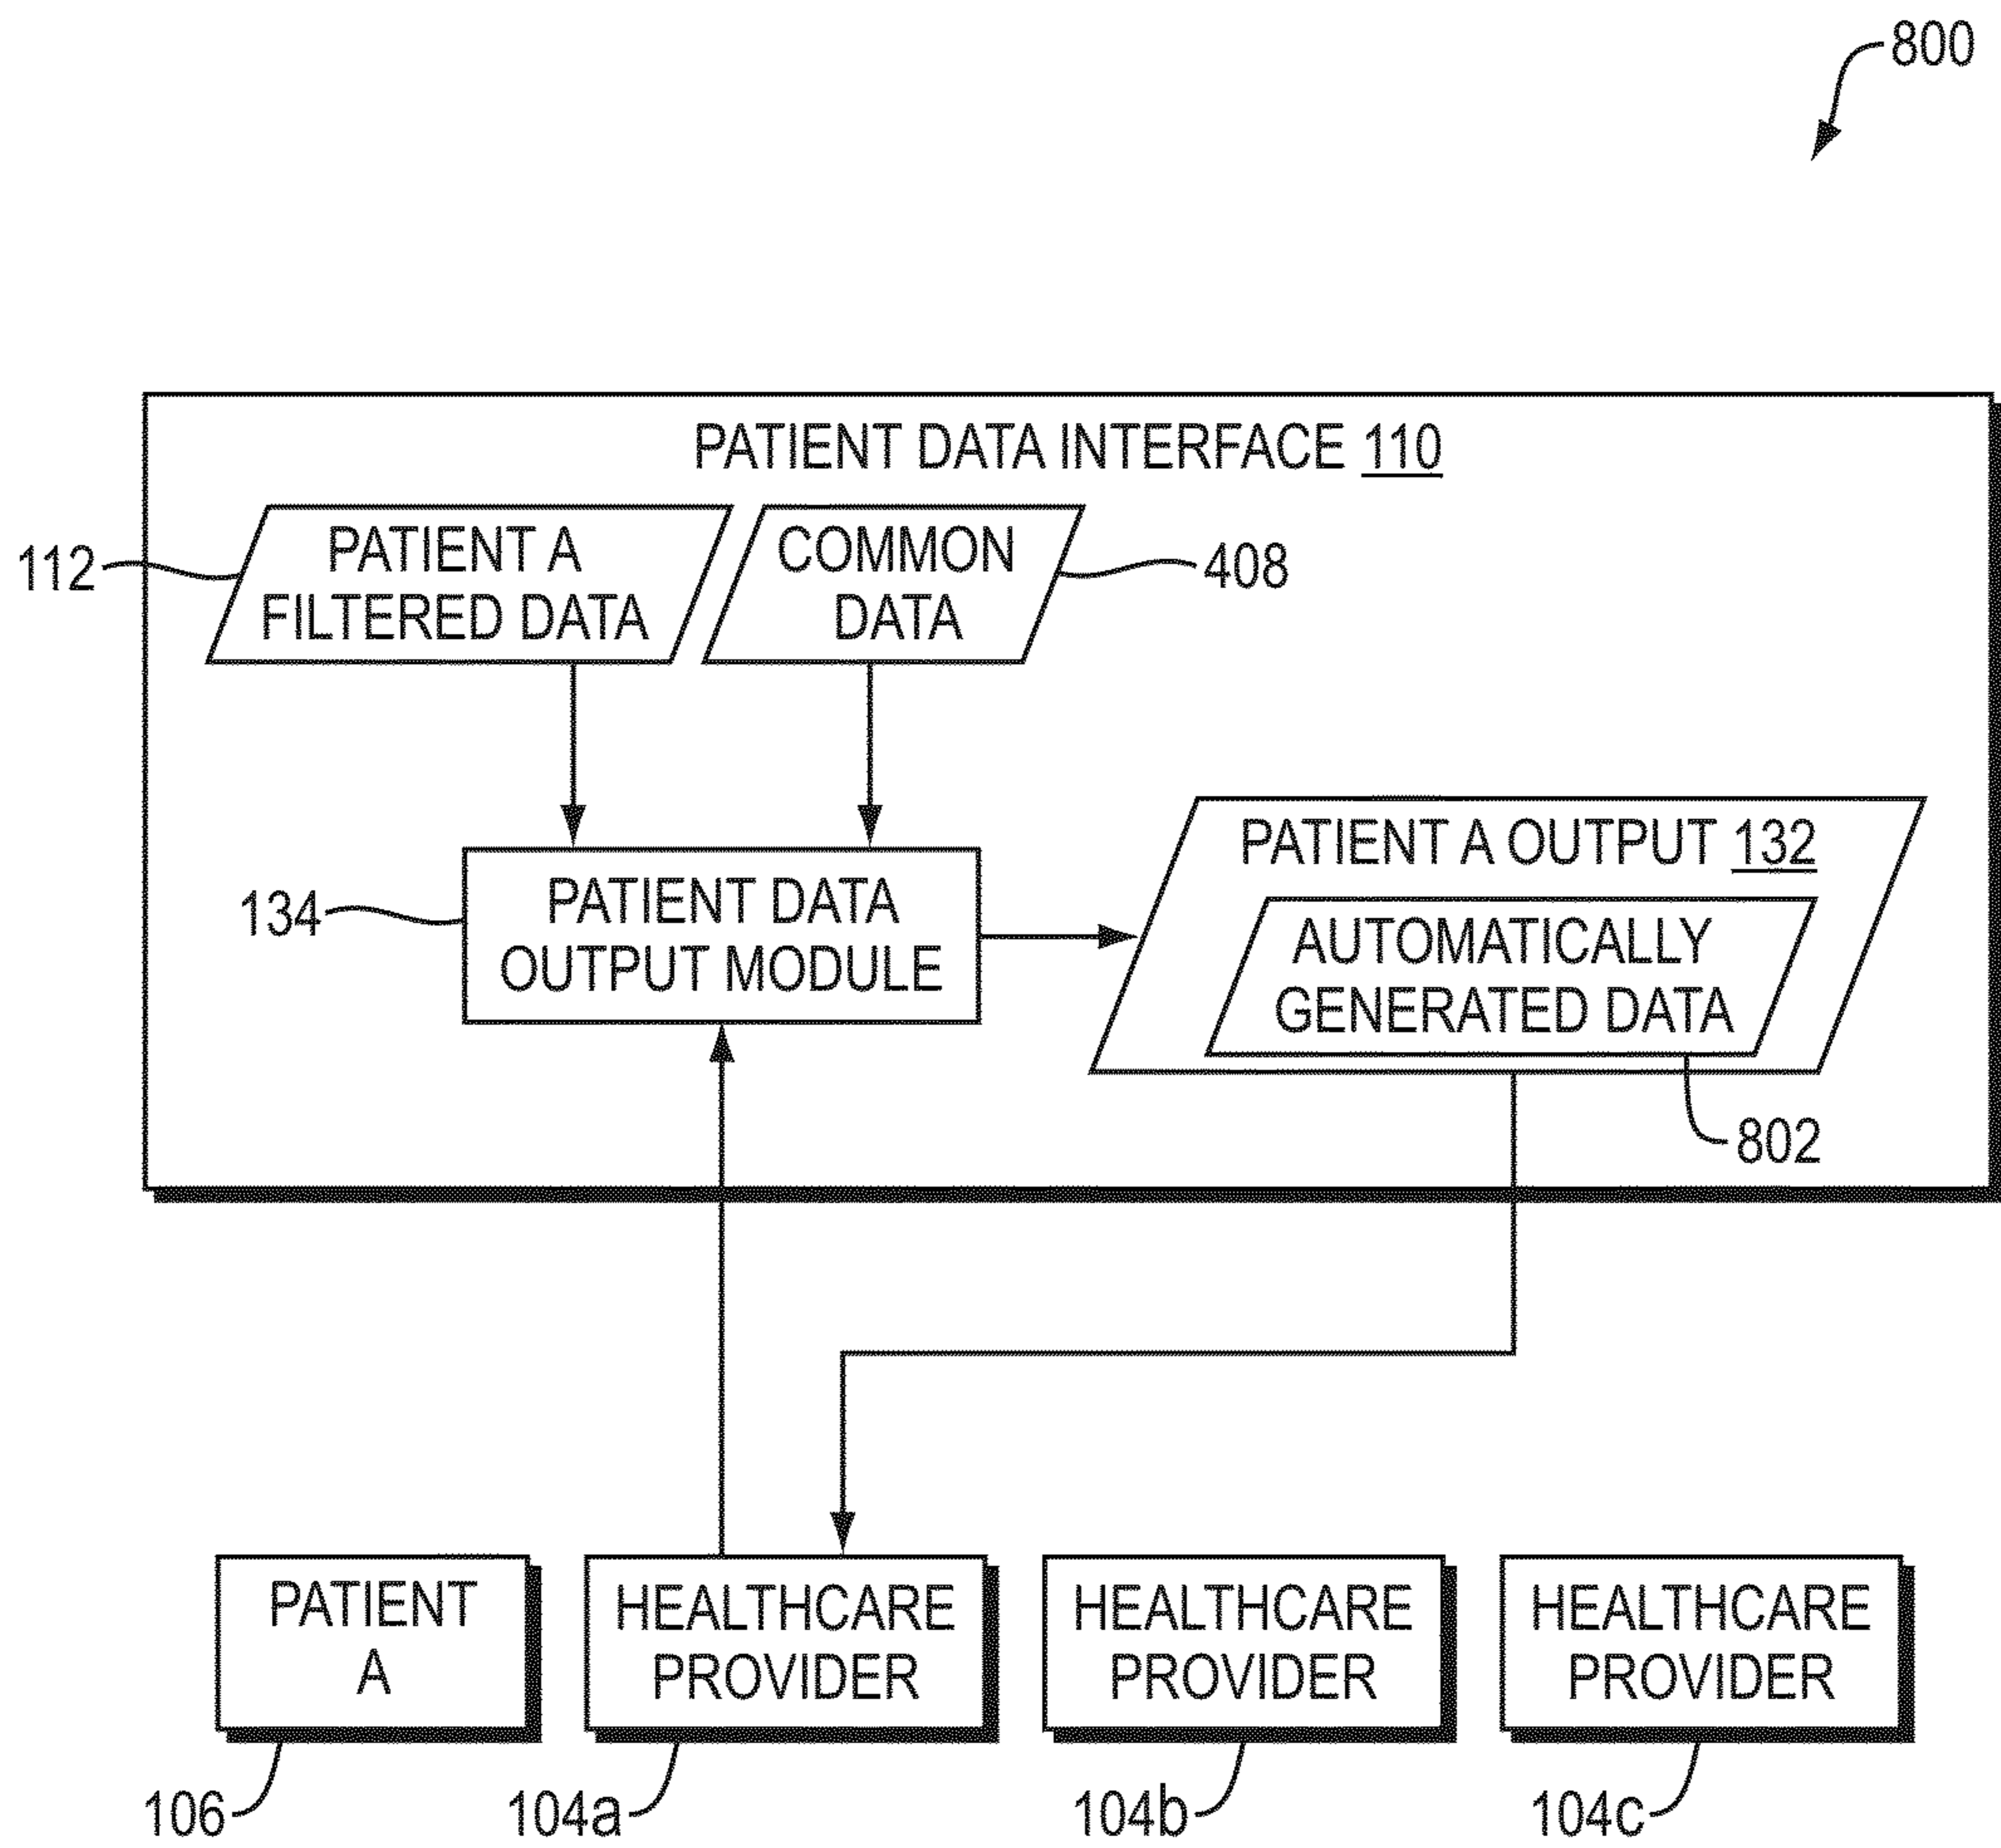 800
PATIENT DATA INTERFACE 110
112
PATIENT A
FILTERED DATA
COMMON
DATA
408
134
PATIENT DATA
OUTPUT MODULE
PATIENT A OUTPUT 132
AUTOMATICALLY
GENERATED DATA
802
PATIENT
A
HEALTHCARE
PROVIDER
HEALTHCARE
PROVIDER
HEALTHCARE
PROVIDER
106
104a
104b
104c